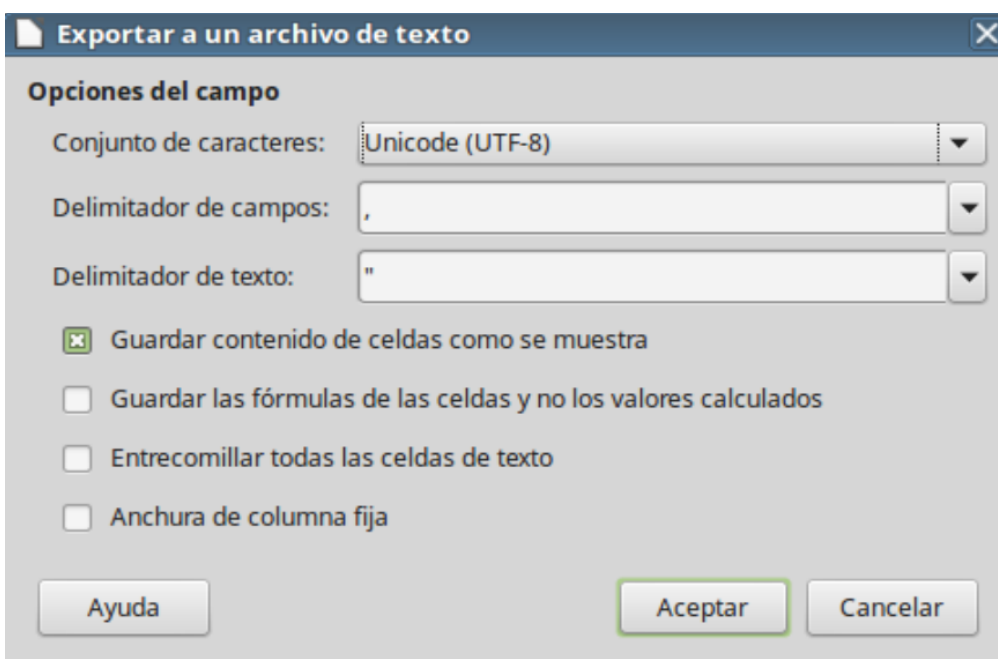 Exportar a un archivo de texto
Opciones del campo
Conjunto de caracteres: Unicode (UTF-8)
Delimitador de campos: ,
Delimitador de texto: "
Guardar contenido de celdas como se muestra
Guardar las fórmulas de las celdas y no los valores calculados
Entrecomillar todas las celdas de texto
Anchura de columna fija
Ayuda Aceptar Cancelar